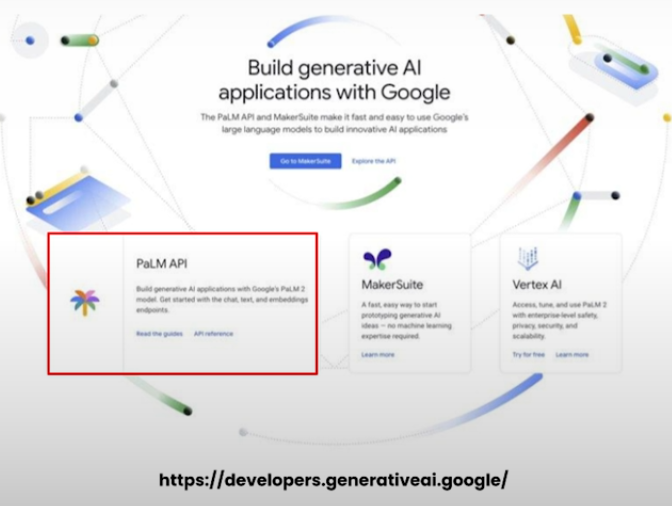 Build generative AI
applications with Google
The PaLM API and MakerSuite make it fast and easy to use Google's
large language models to build innovative AI applications
Go to MakerSuite
Explore the API
PaLM API
Build generative AI applications with Google's PaLM 2
model. Get started with the chat, text, and embeddings
endpoints.
Read the guides
API reference
MakerSuite
A fast, easy way to start
prototyping generative AI
ideas — no machine learning
expertise required.
Learn more
Vertex AI
Access, tune, and use PaLM 2
with enterprise-level safety,
privacy, security, and
scalability.
Try for free
Learn more
https://developers.generativeai.google/